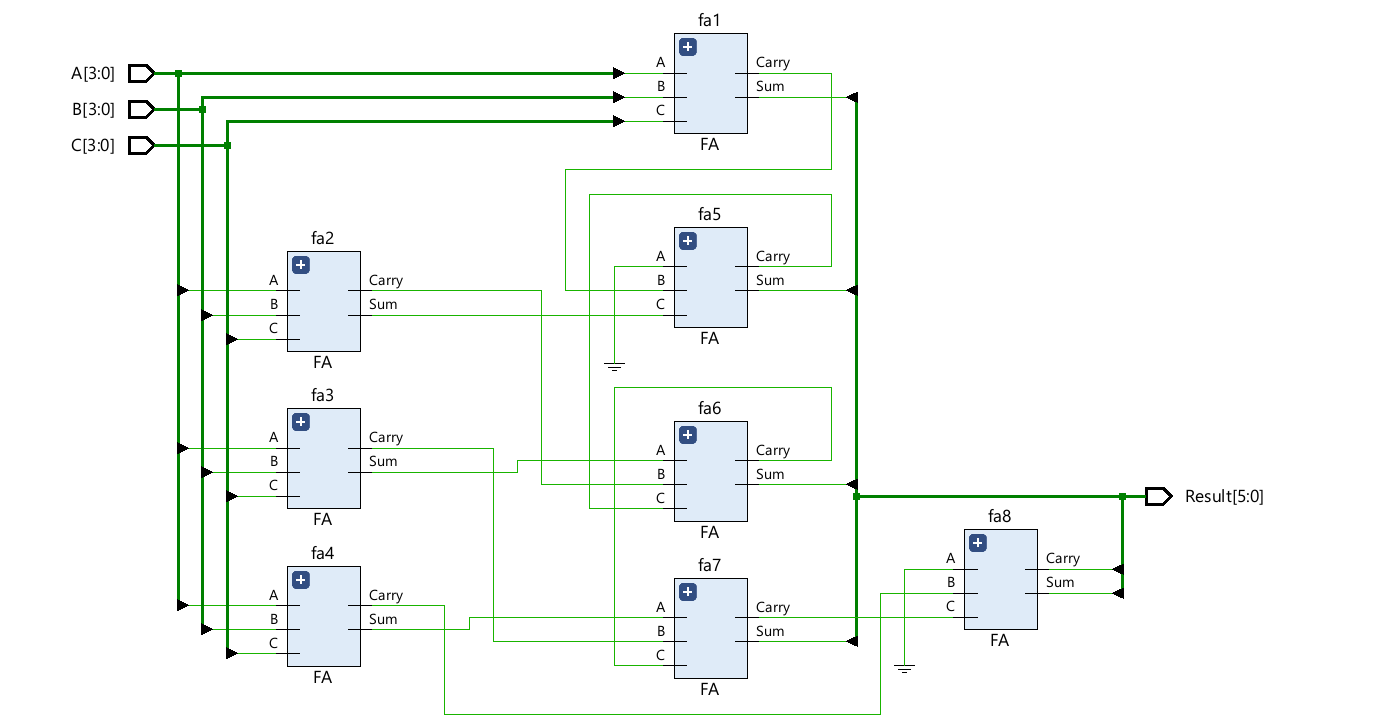 fa1
A[3:0]
A
Carry
B
Sum
B[3:0]
C
C[3:0]
FA
fa5
fa2
A
Carry
A
Carry
B
Sum
B
Sum
C
C
FA
FA
fa3
fa6
A
Carry
A
Carry
B
Sum
B
Sum
C
C
Result[5:0]
FA
fa8
FA
fa4
A
Carry
fa7
B
Sum
A
Carry
A
Carry
C
B
Sum
B
Sum
FA
C
C
FA
FA